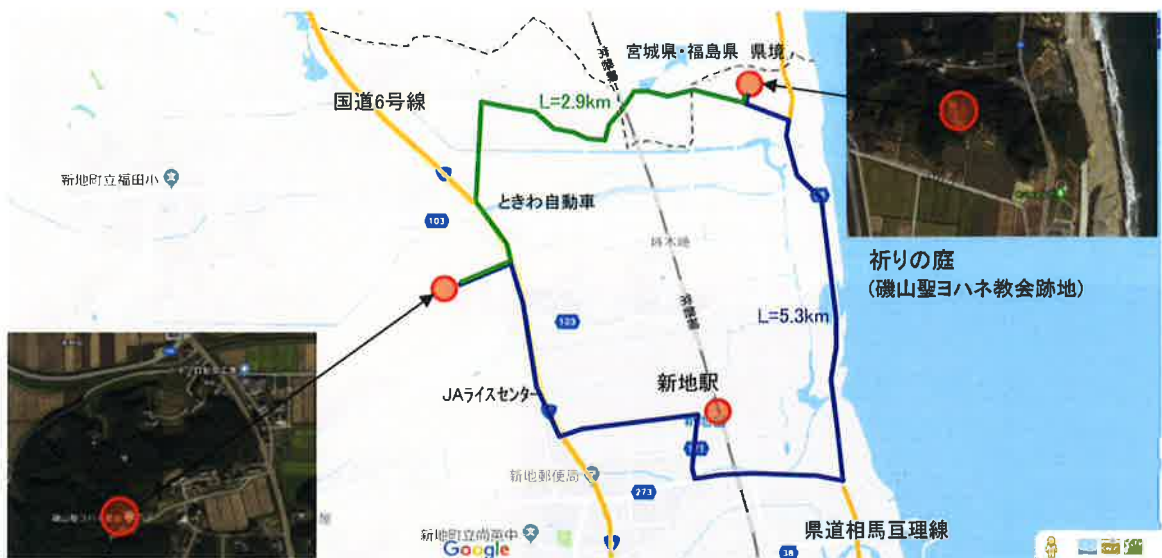 宮城県・福島県 県境
国道6号線
L=2.9km
新地町立福田小
ときわ自動車
103
祈りの庭
(磯山聖ヨハネ教会跡地)
L=5.3km
新地駅
JAライスセンター
新地郵便局
273
新地町立尚英中
Google
県道相馬亘理線
38